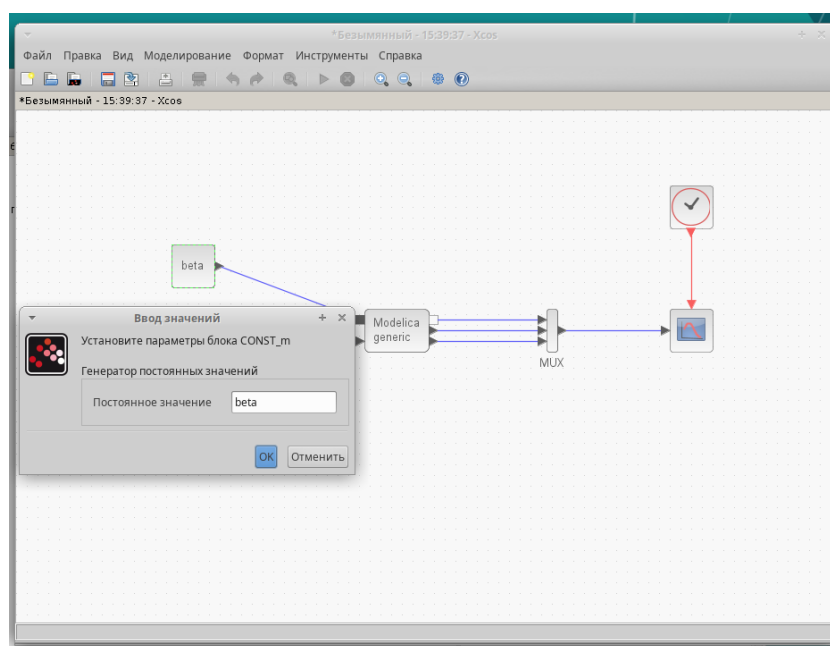 *Безымянный - 15:39:37 - Xcos
Файл Правка Вид Моделирование Формат Инструменты Справка
*Безымянный - 15:39:37 - Xcos
beta
Ввод значений
Установите параметры блока CONST_m
Генератор постоянных значений
Постоянное значение beta
OK Отменить
Modelica
generic
MUX